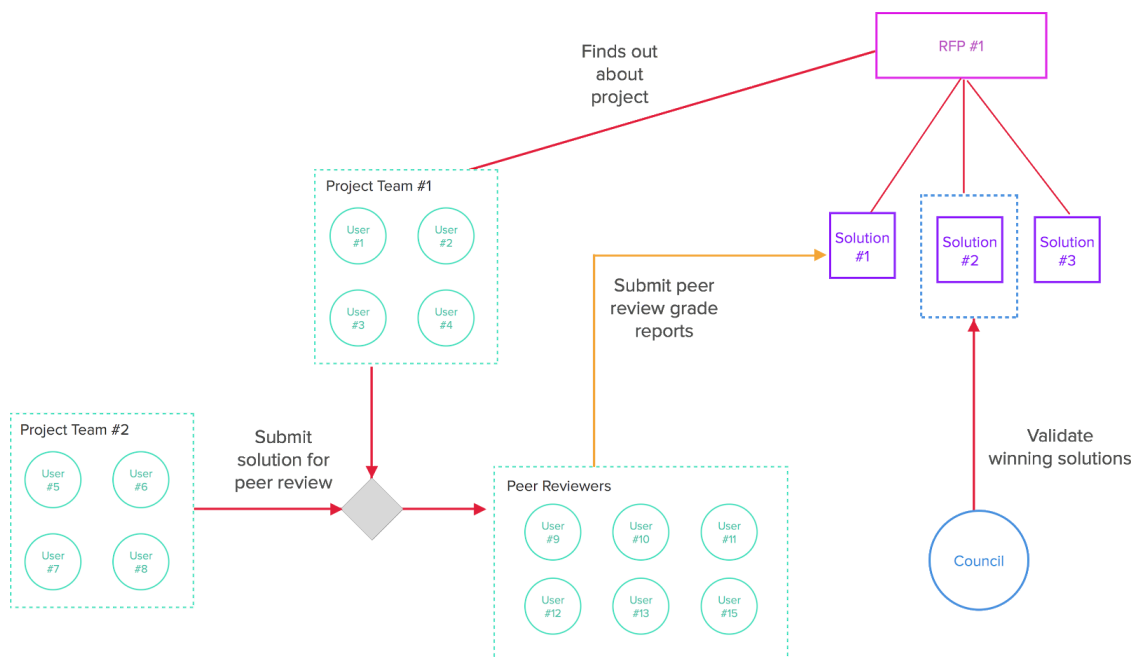 RFP #1
Finds out
about
project
Project Team #1
User
#1
User
#2
User
#3
User
#4
Solution
#1
Solution
#2
Solution
#3
Submit peer
review grade
reports
Project Team #2
User
#5
User
#6
User
#7
User
#8
Submit
solution for
peer review
Peer Reviewers
User
#9
User
#10
User
#11
User
#12
User
#13
User
#15
Validate
winning solutions
Council